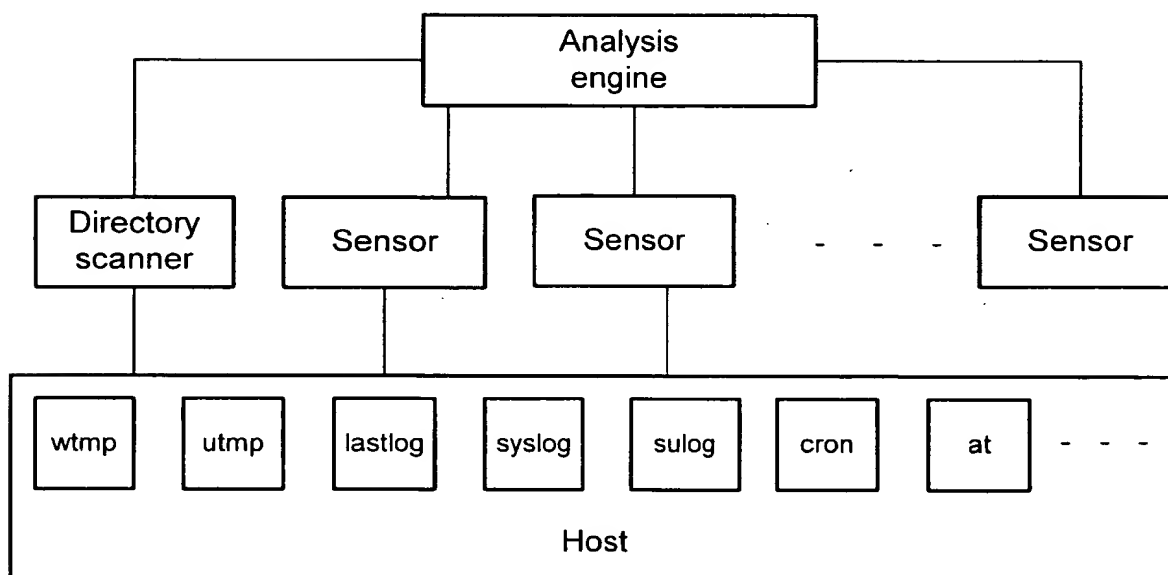 Analysis
engine
Directory
scanner
Sensor
Sensor
- - -
Sensor
wtmp
utmp
lastlog
syslog
sulog
cron
at
- - - -
Host